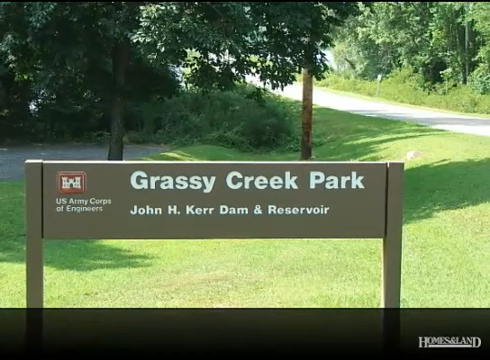 Grassy Creek Park
US Army Corps
of Engineers
John H. Kerr Dam & Reservoir
HOMES&LAND